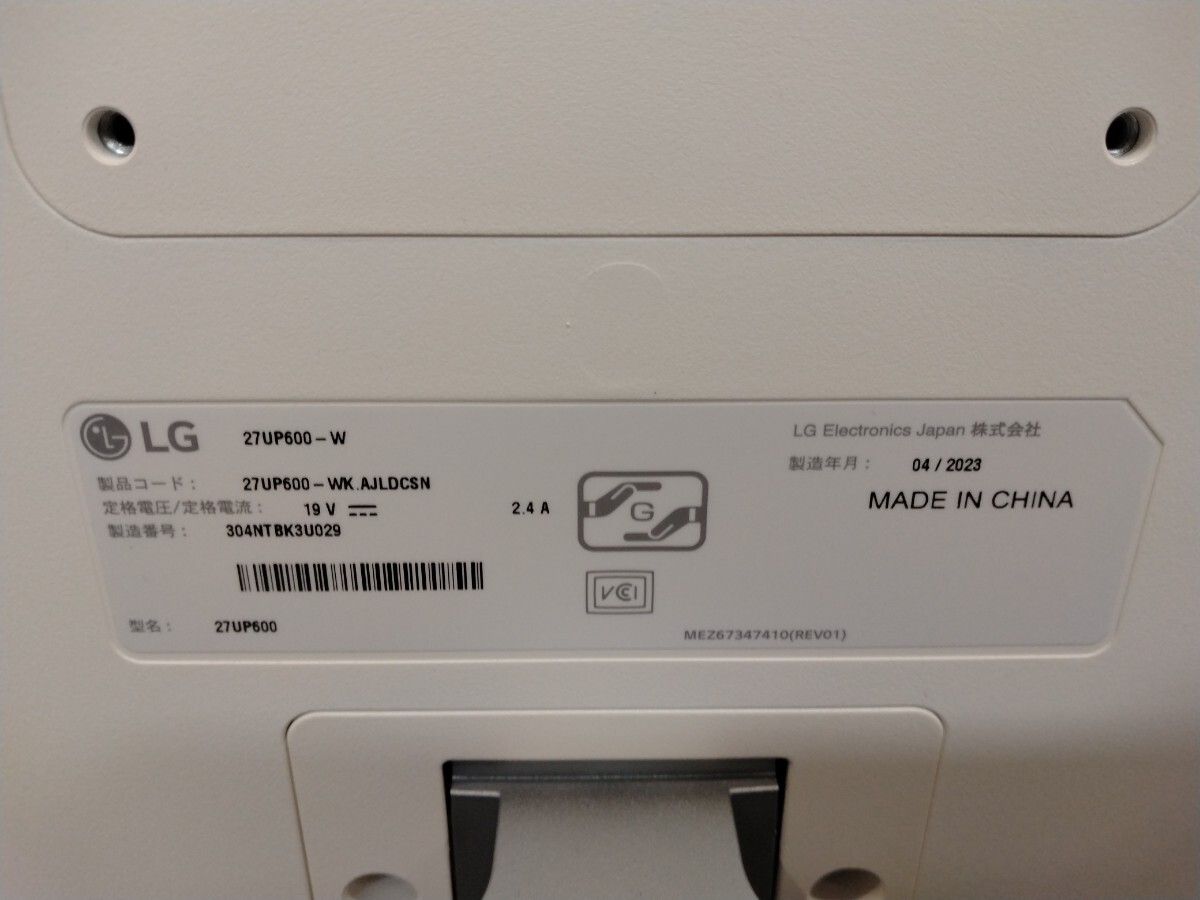 LG 27UP600-W
製品コード： 27UP600-WK.AJLDCSN
定格電圧/定格電流： 19 V 2.4 A
製造番号： 304NTBK3U029
型名： 27UP600
G
VCCI
LG Electronics Japan 株式会社
製造年月： 04 / 2023
MADE IN CHINA
MEZ67347410(REV01)